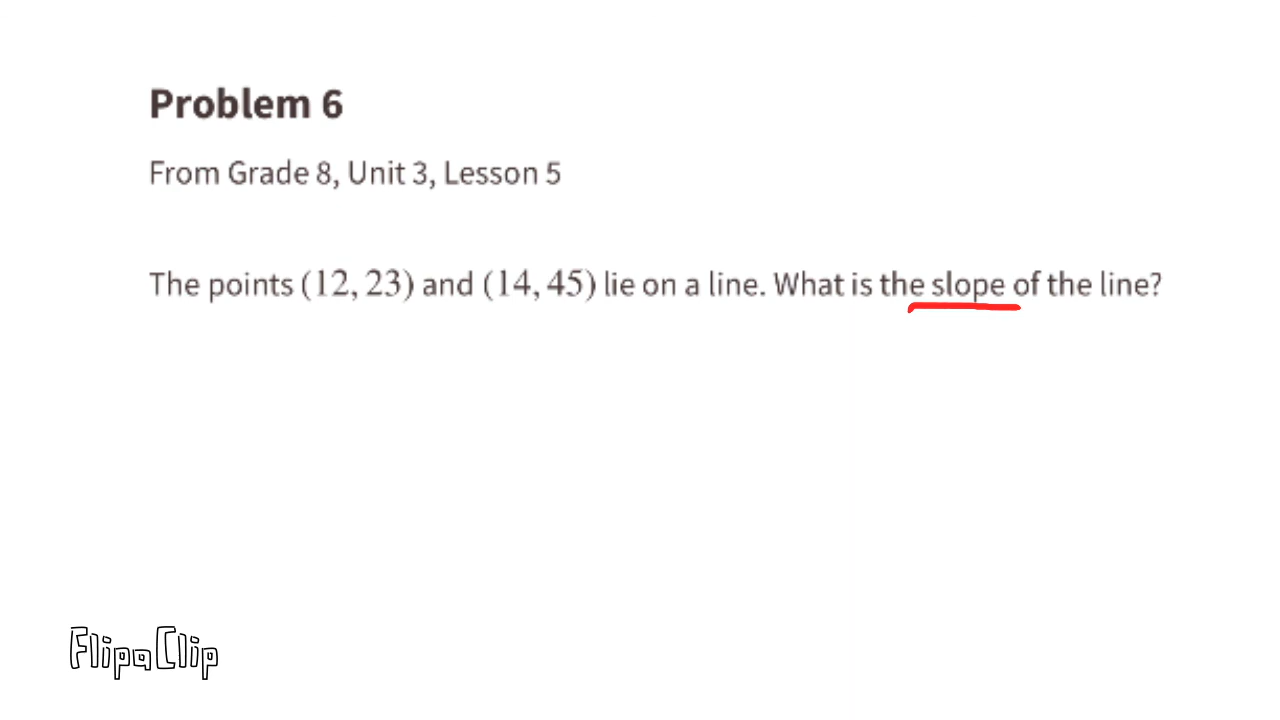 Problem 6
From Grade 8, Unit 3, Lesson 5
The points (12, 23) and (14, 45) lie on a line. What is the slope of the line?
FlipaClip